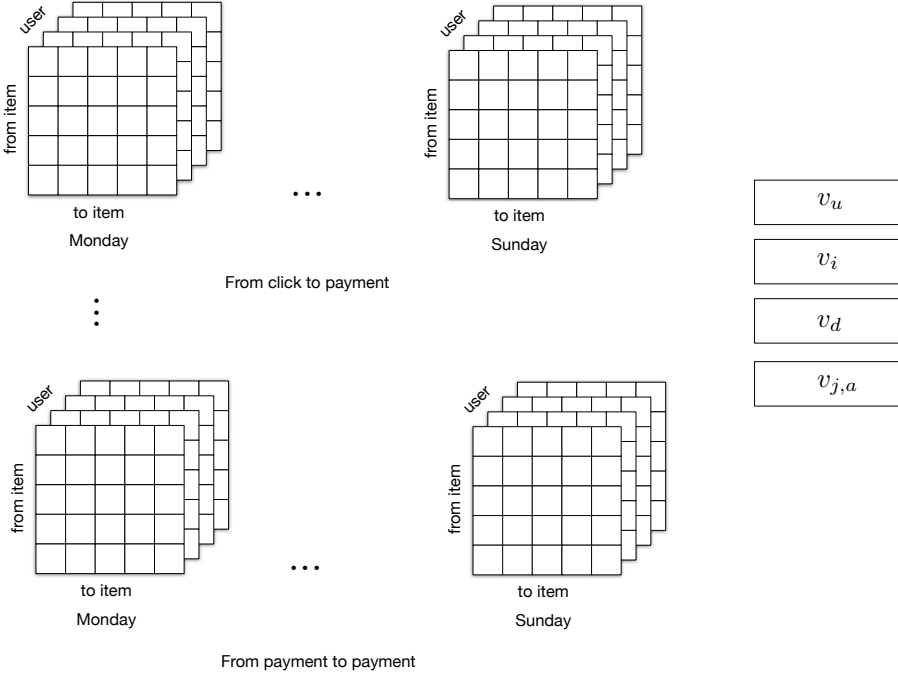 user
user
from item
from item
...
to item
to item
Monday
Sunday
From click to payment
⋮
user
user
from item
from item
...
to item
to item
Monday
Sunday
From payment to payment
v_u
v_i
v_d
v_{j,a}